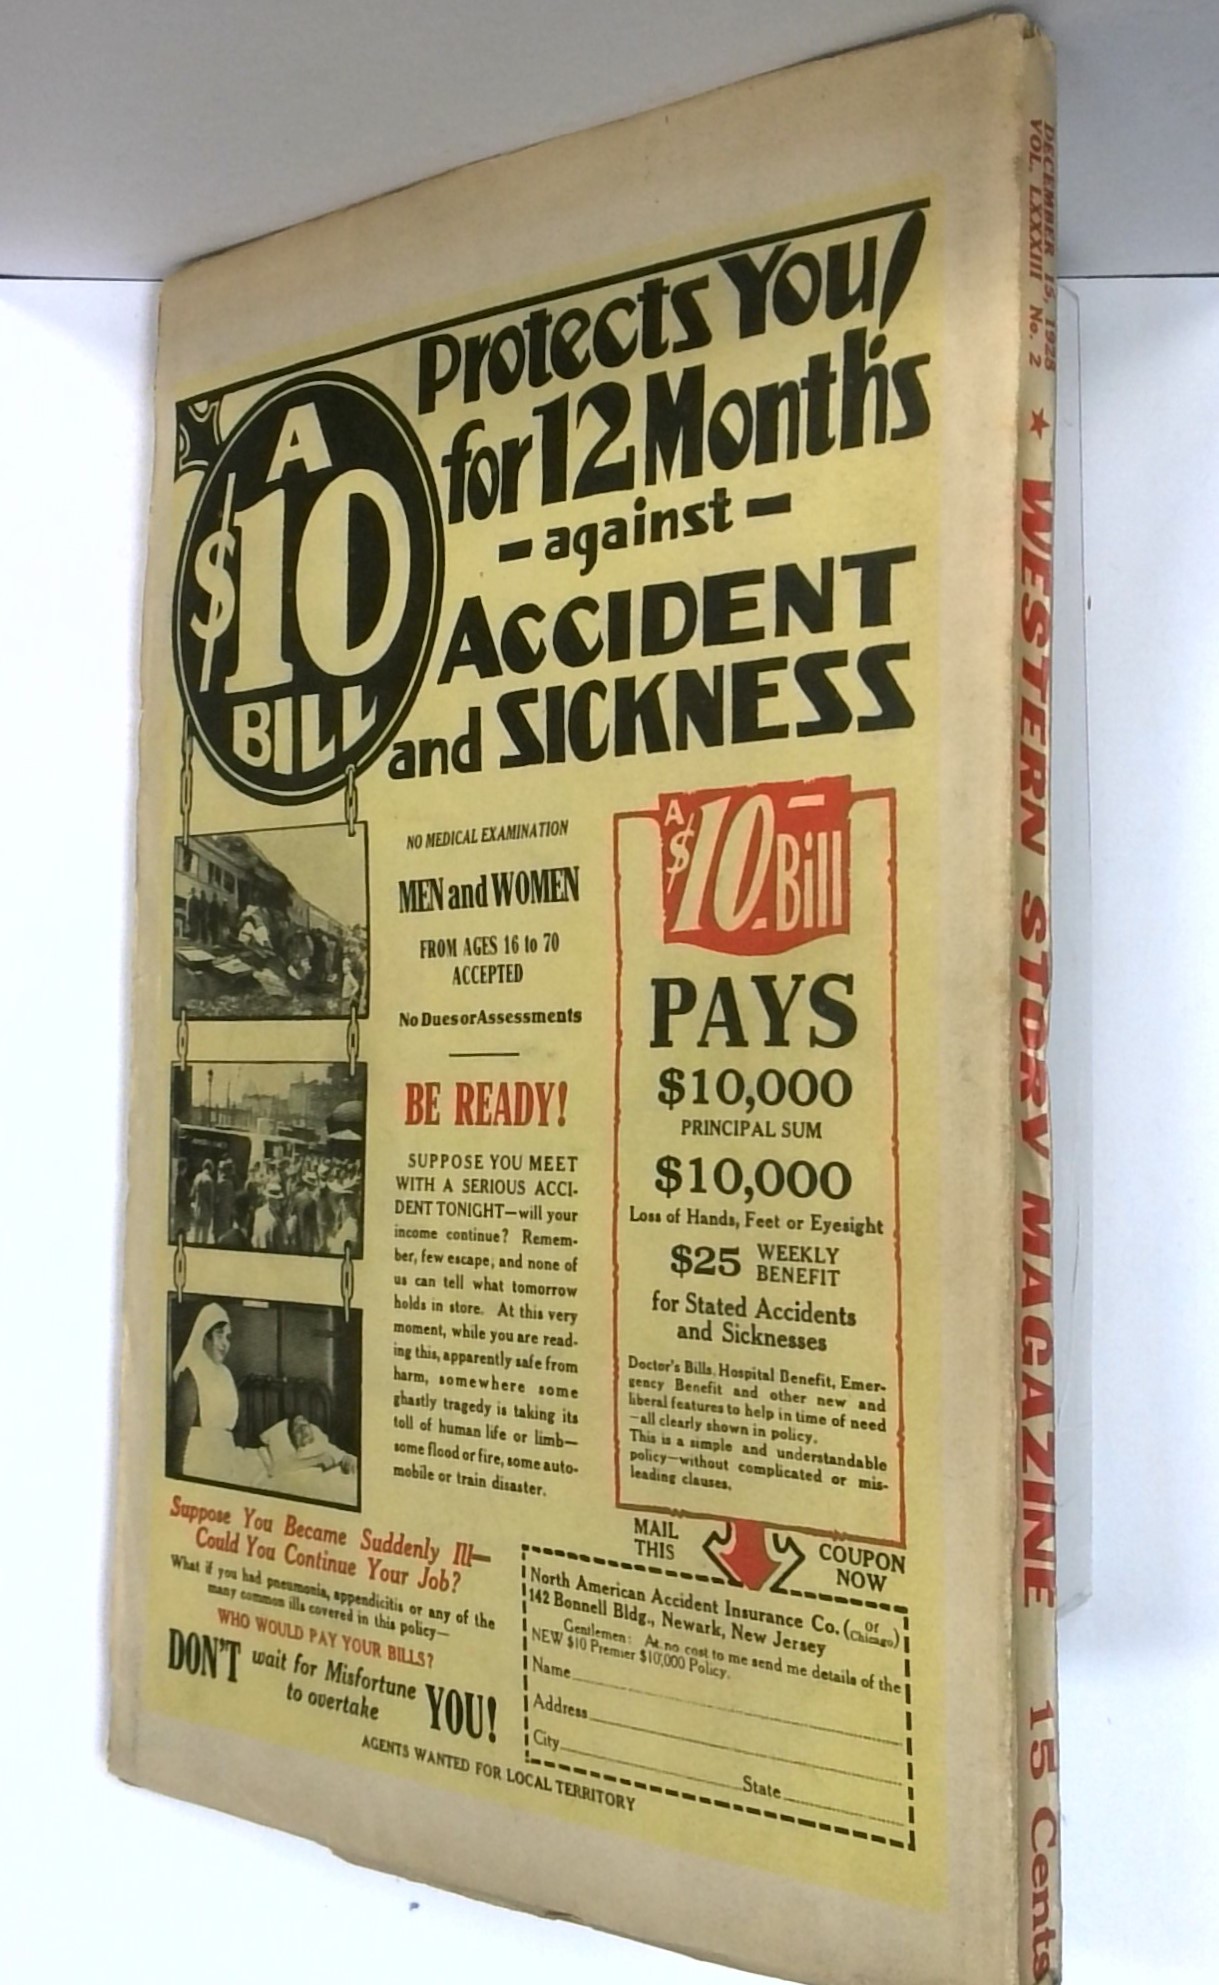 A
$10
BILL
Protects You!
for 12 Months
- against -
ACCIDENT
and SICKNESS
NO MEDICAL EXAMINATION
MEN and WOMEN
FROM AGES 16 to 70
ACCEPTED
No Dues or Assessments
BE READY!
SUPPOSE YOU MEET
WITH A SERIOUS ACCI-
DENT TONIGHT—will your
income continue? Remem-
ber, few escape, and none of
us can tell what tomorrow
holds in store. At this very
moment, while you are read-
ing this, apparently safe from
harm, somewhere some
ghastly tragedy is taking its
toll of human life or limb—
some flood or fire, some auto-
mobile or train disaster.
A
$10 Bill
PAYS
$10,000
PRINCIPAL SUM
$10,000
Loss of Hands, Feet or Eyesight
$25 WEEKLY
BENEFIT
for Stated Accidents
and Sicknesses
Doctor's Bills, Hospital Benefit, Emer-
gency Benefit and other new and
liberal features to help in time of need
—all clearly shown in policy.
This is a simple and understandable
policy—without complicated or mis-
leading clauses.
Suppose You Became Suddenly Ill—
Could You Continue Your Job?
What if you had pneumonia, appendicitis or any of the
many common ills covered in this policy—
WHO WOULD PAY YOUR BILLS?
DON'T wait for Misfortune
to overtake YOU!
AGENTS WANTED FOR LOCAL TERRITORY
MAIL
THIS
COUPON
NOW
North American Accident Insurance Co. (of Chicago)
142 Bonnell Bldg., Newark, New Jersey
Gentlemen: At no cost to me send me details of the
NEW $10 Premier $10,000 Policy.
Name
Address
City State
DECEMBER 15, 1928
VOL. LXXXIII No. 2
★ WESTERN STORY MAGAZINE 15 Cents